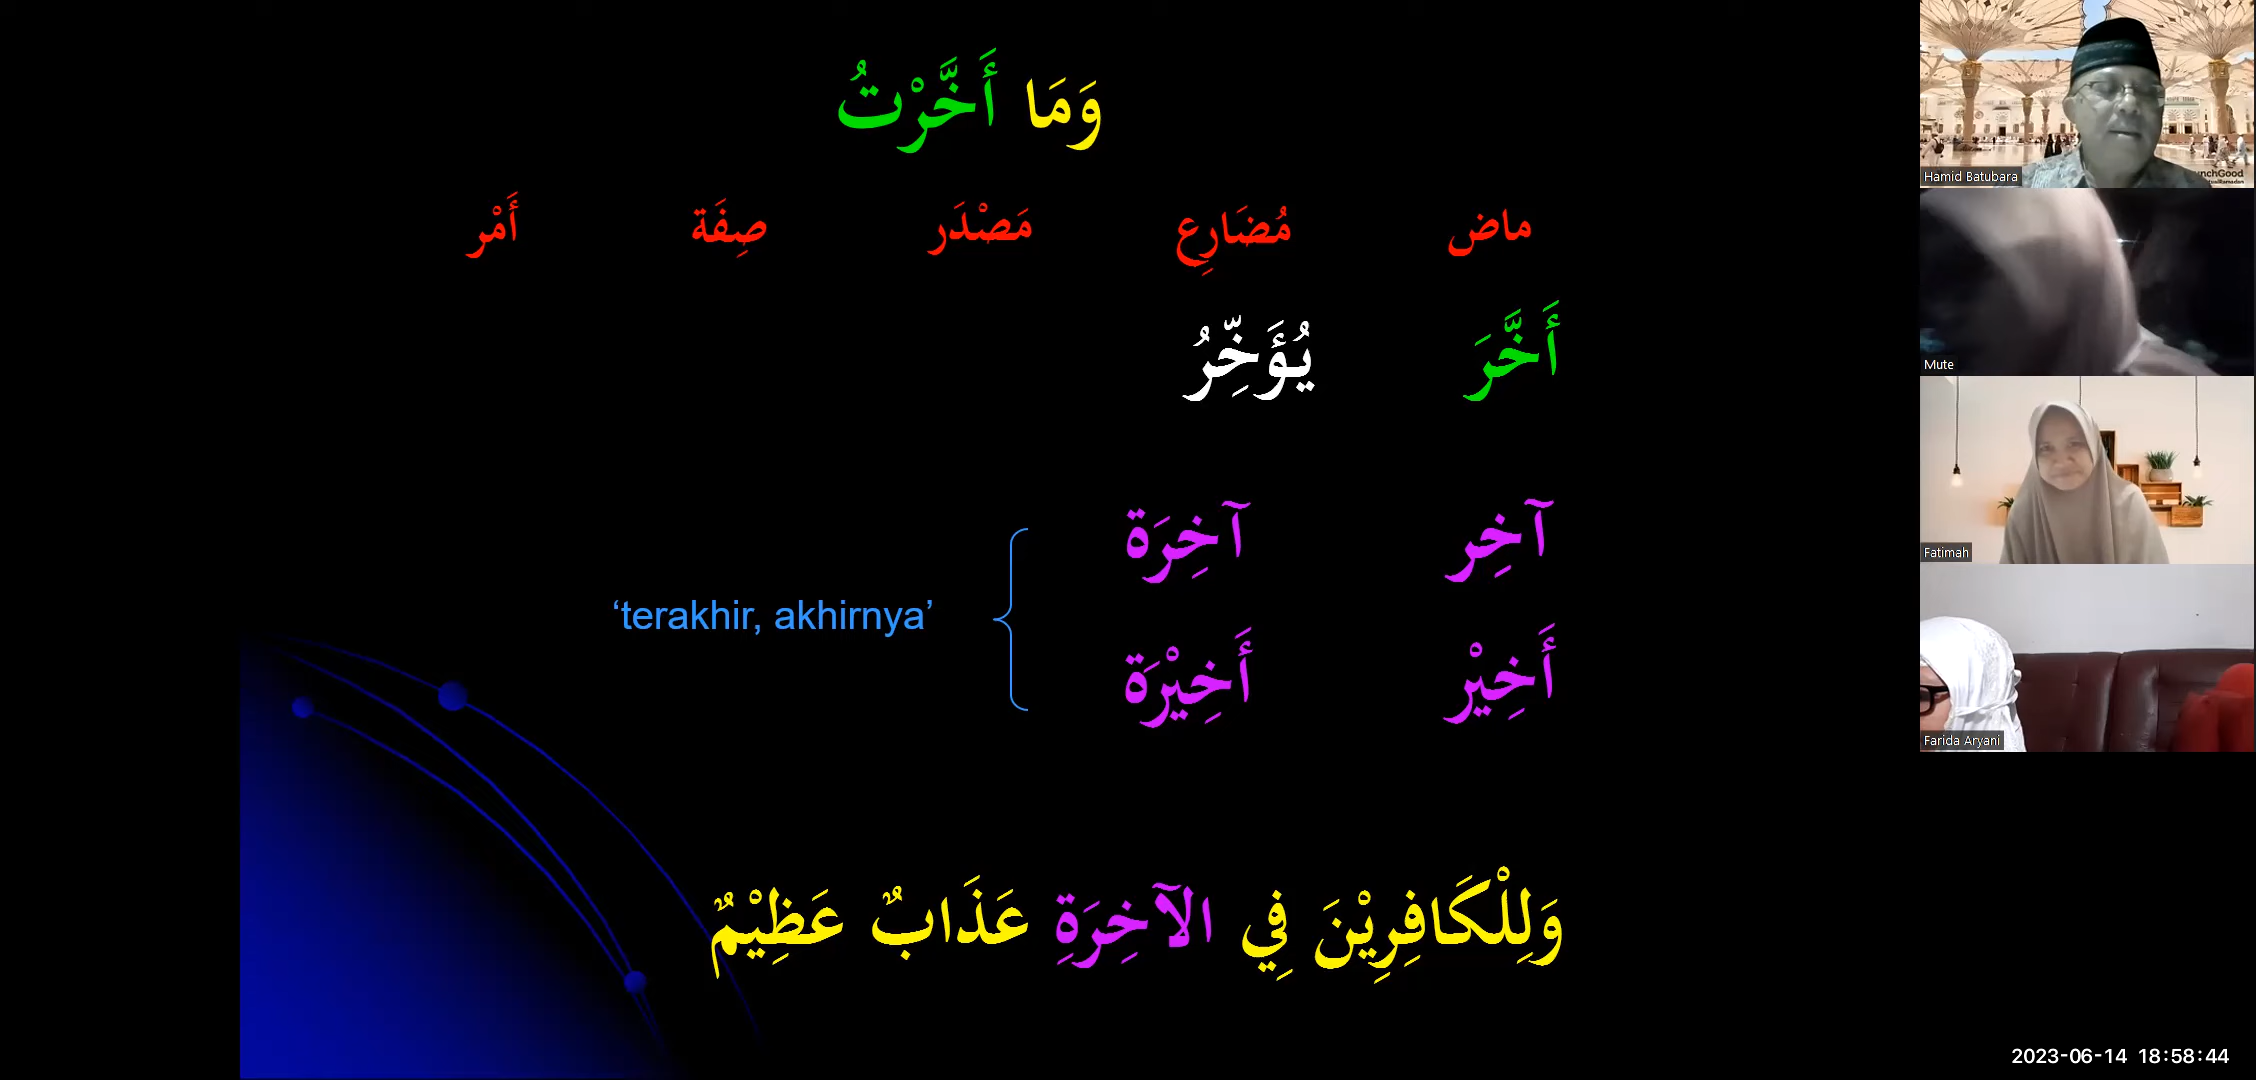 وَمَا أَخَّرْتُ
ماض مُضَارِع مَصْدَر صِفَة أَمْر
أَخَّرَ يُؤَخِّرُ
آخِر آخِرَة
‘terakhir, akhirnya’
أَخِيْر أَخِيْرَة
وَلِلْكَافِرِيْنَ فِي الآخِرَةِ عَذَابٌ عَظِيْمٌ
Hamid Batubara
Mute
Fatimah
Farida Aryani
2023-06-14 18:58:44